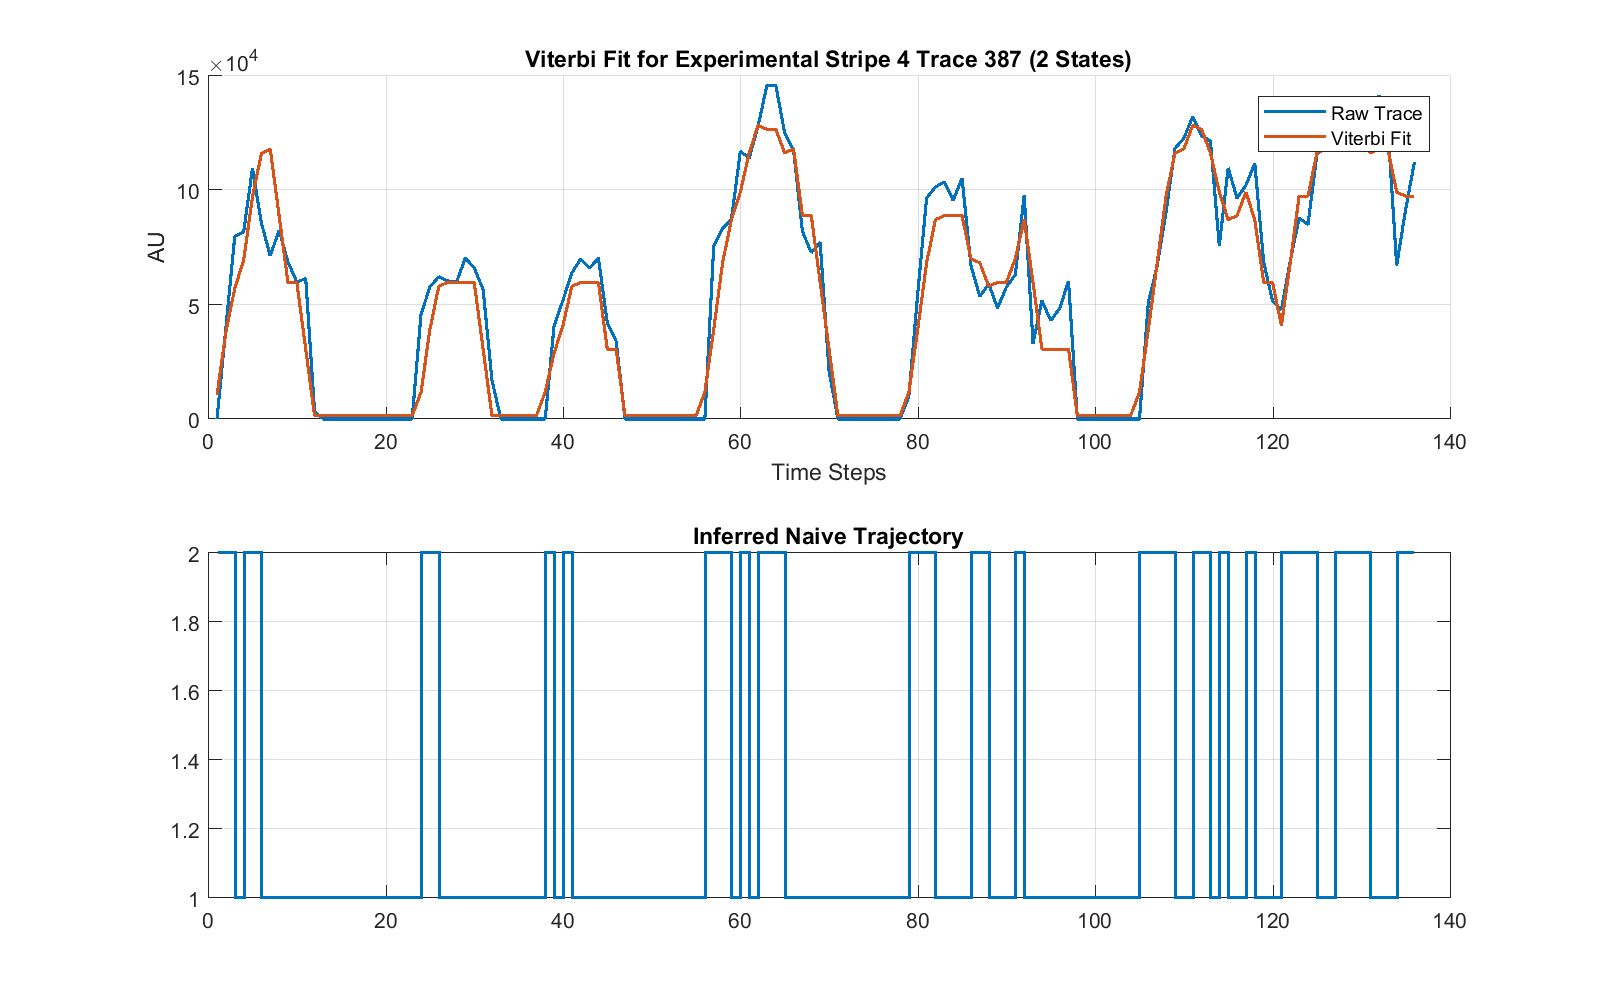 Viterbi Fit for Experimental Stripe 4 Trace 387 (2 States)
×10⁴
15
10
5
0
AU
Raw Trace
Viterbi Fit
0 20 40 60 80 100 120 140
Time Steps
Inferred Naive Trajectory
2
1.8
1.6
1.4
1.2
1
0 20 40 60 80 100 120 140